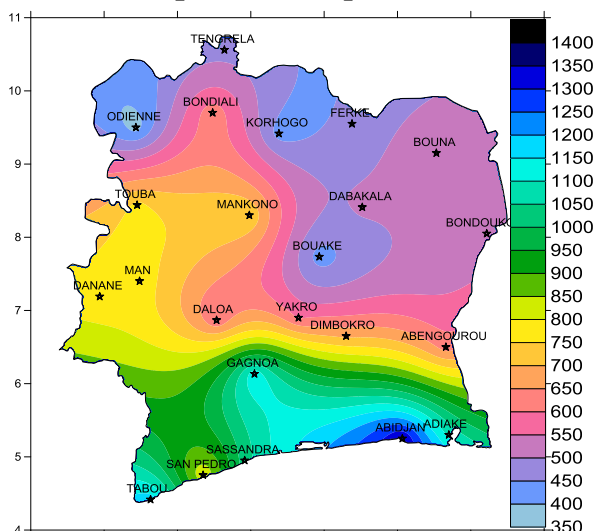 11
TENGRELA
1400
1350
10
1300
BONDIALI
1250
ODIENNE
KORHOGO
FERKE
1200
BOUNA
1150
9
1100
TOUBA
MANKONO
DABAKALA
1050
BONDOUKO
1000
8
BOUAKE
950
MAN
900
DANANE
850
7
DALOA
YAKRO
800
DIMBOKRO
750
ABENGOUROU
700
GAGNOA
650
6
600
ABIDJAN
ADIAKE
550
SASSANDRA
5
500
SAN PEDRO
450
TABOU
400
4
350